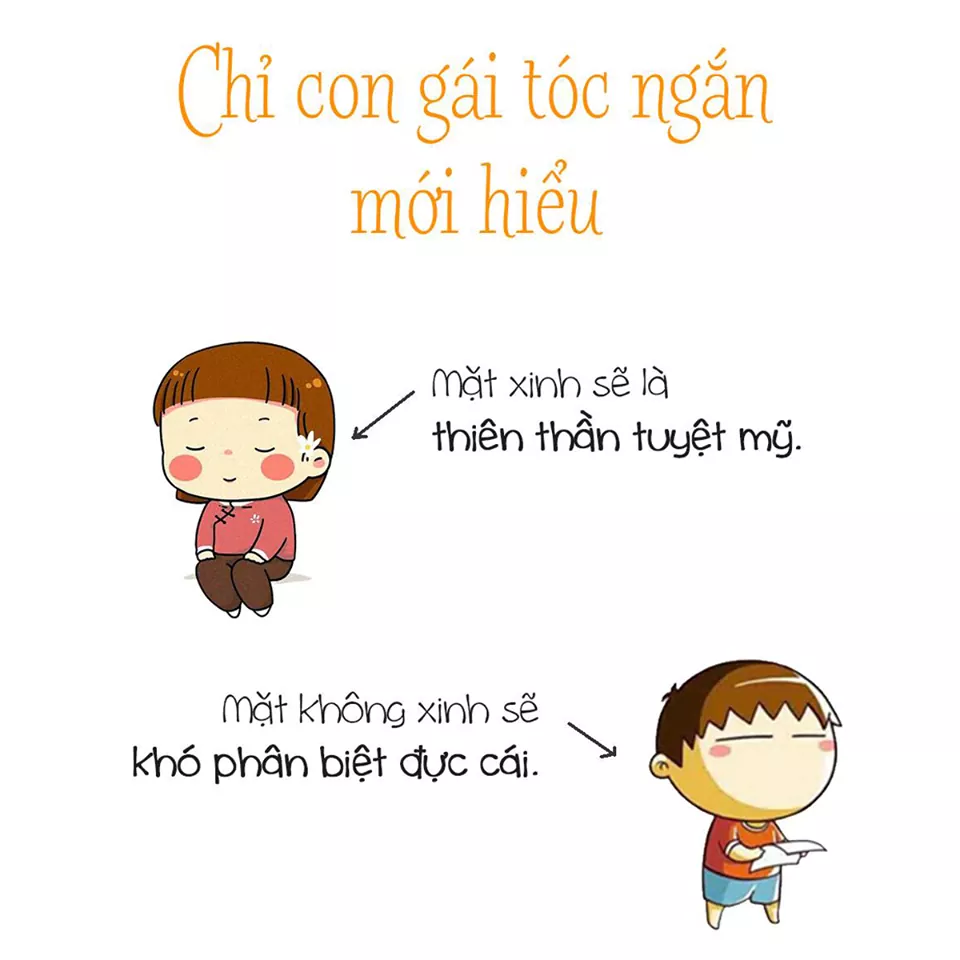 Chỉ con gái tóc ngắn
mới hiểu
Mặt xinh sẽ là
thiên thần tuyệt mỹ.
Mặt không xinh sẽ
khó phân biệt đực cái.